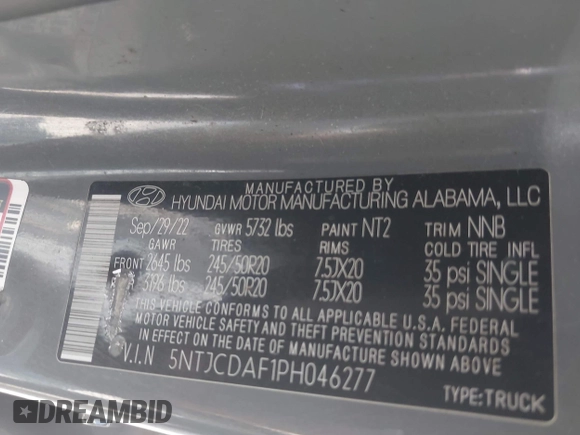 MANUFACTURED BY
HYUNDAI MOTOR MANUFACTURING ALABAMA, LLC
Sep/29/22 GVWR 5732 lbs PAINT NT2 TRIM NNB
GAWR TIRES RIMS COLD TIRE INFL
FRONT 2645 lbs 245/50R20 7.5JX20 35 psi SINGLE
3196 lbs 245/50R20 7.5JX20 35 psi SINGLE
THIS VEHICLE CONFORMS TO ALL APPLICABLE U.S.A. FEDERAL
MOTOR VEHICLE SAFETY AND THEFT PREVENTION STANDARDS
IN EFFECT ON THE DATE OF MANUFACTURE SHOWN ABOVE.
V.I.N 5NTJCDAF1PH046277
TYPE:TRUCK
DREAMBID